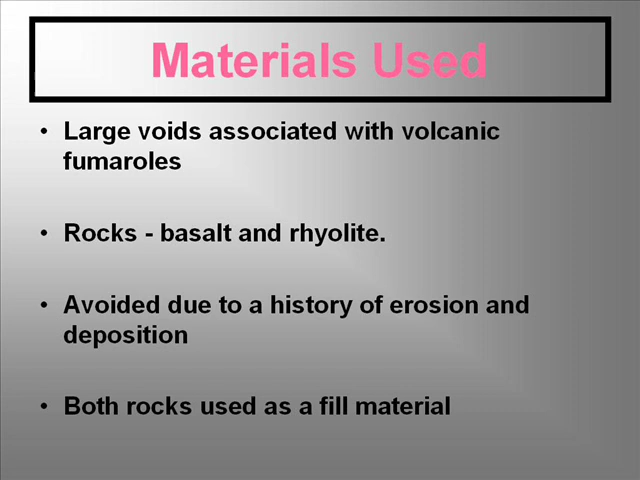 Materials Used
• Large voids associated with volcanic
fumaroles
• Rocks - basalt and rhyolite.
• Avoided due to a history of erosion and
deposition
• Both rocks used as a fill material